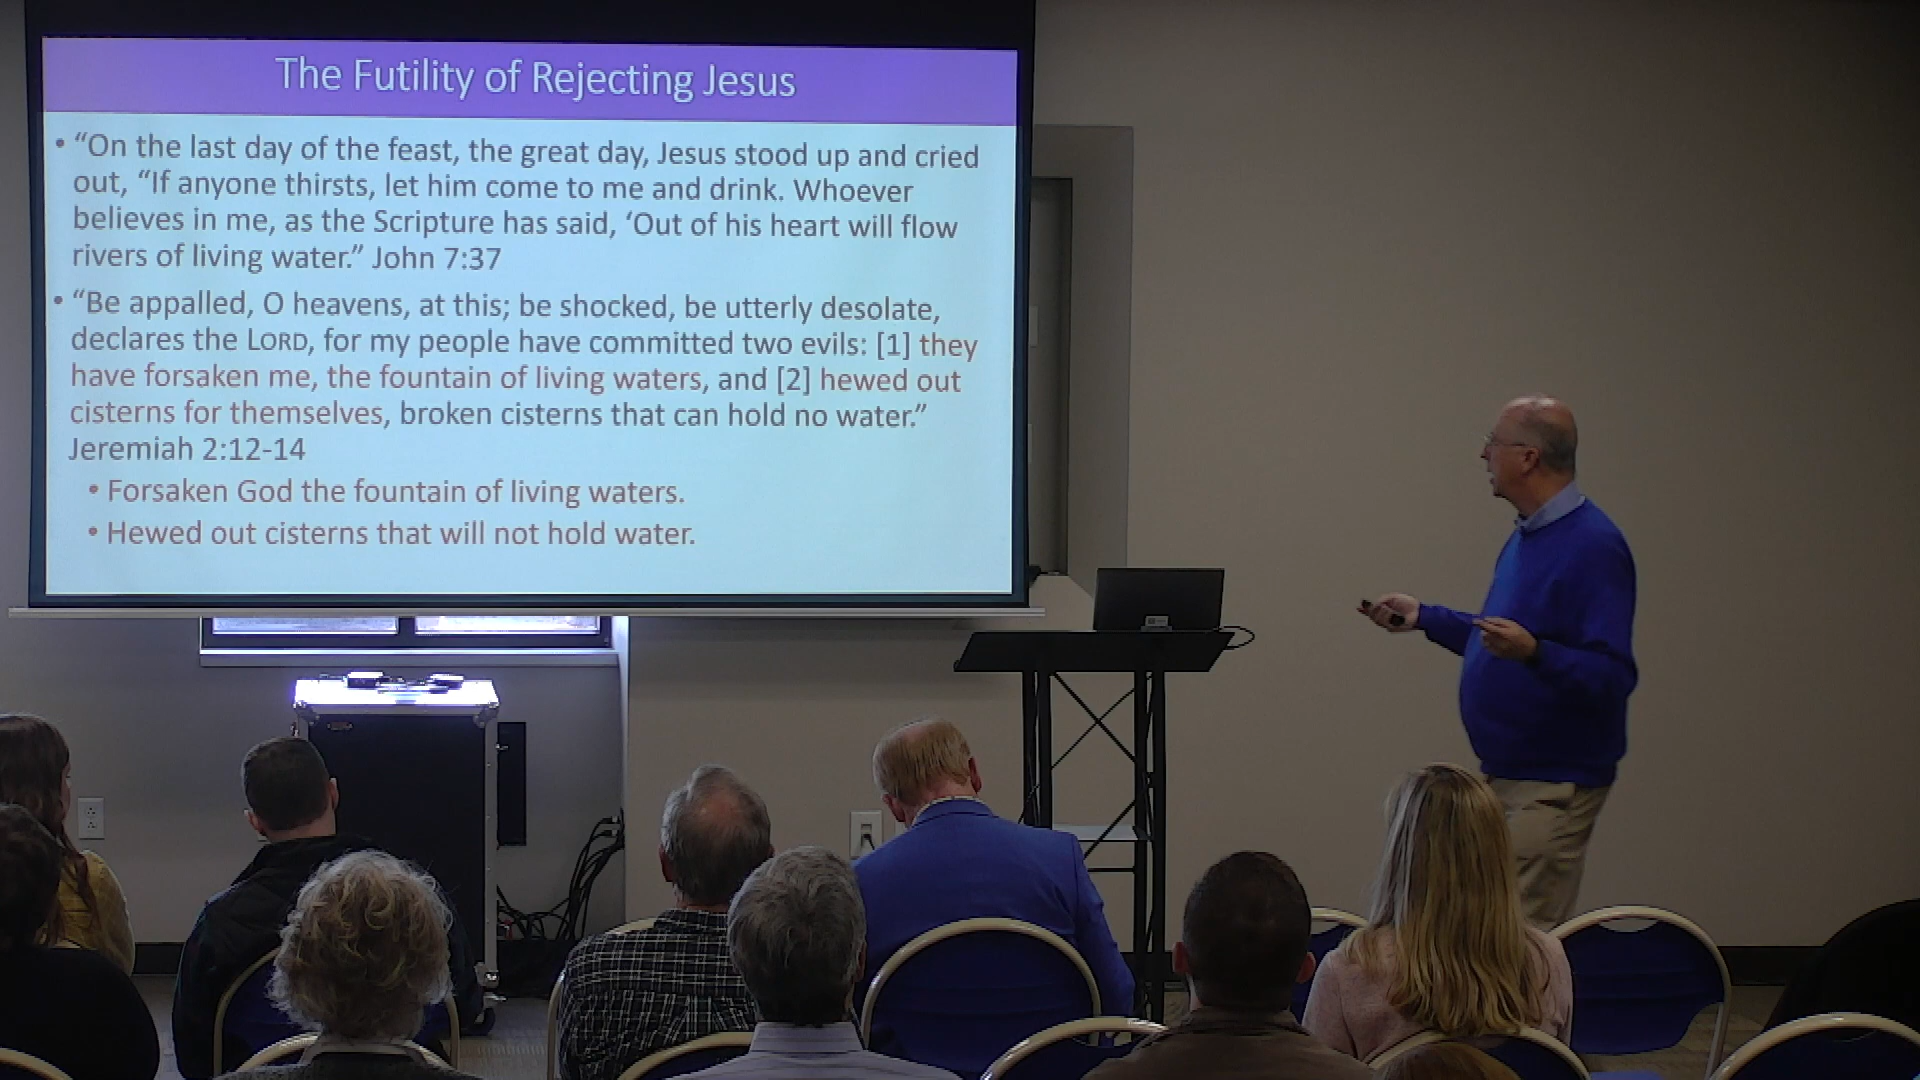 The Futility of Rejecting Jesus
• “On the last day of the feast, the great day, Jesus stood up and cried
out, “If anyone thirsts, let him come to me and drink. Whoever
believes in me, as the Scripture has said, ‘Out of his heart will flow
rivers of living water.” John 7:37
• “Be appalled, O heavens, at this; be shocked, be utterly desolate,
declares the LORD, for my people have committed two evils: [1] they
have forsaken me, the fountain of living waters, and [2] hewed out
cisterns for themselves, broken cisterns that can hold no water.”
Jeremiah 2:12-14
• Forsaken God the fountain of living waters.
• Hewed out cisterns that will not hold water.